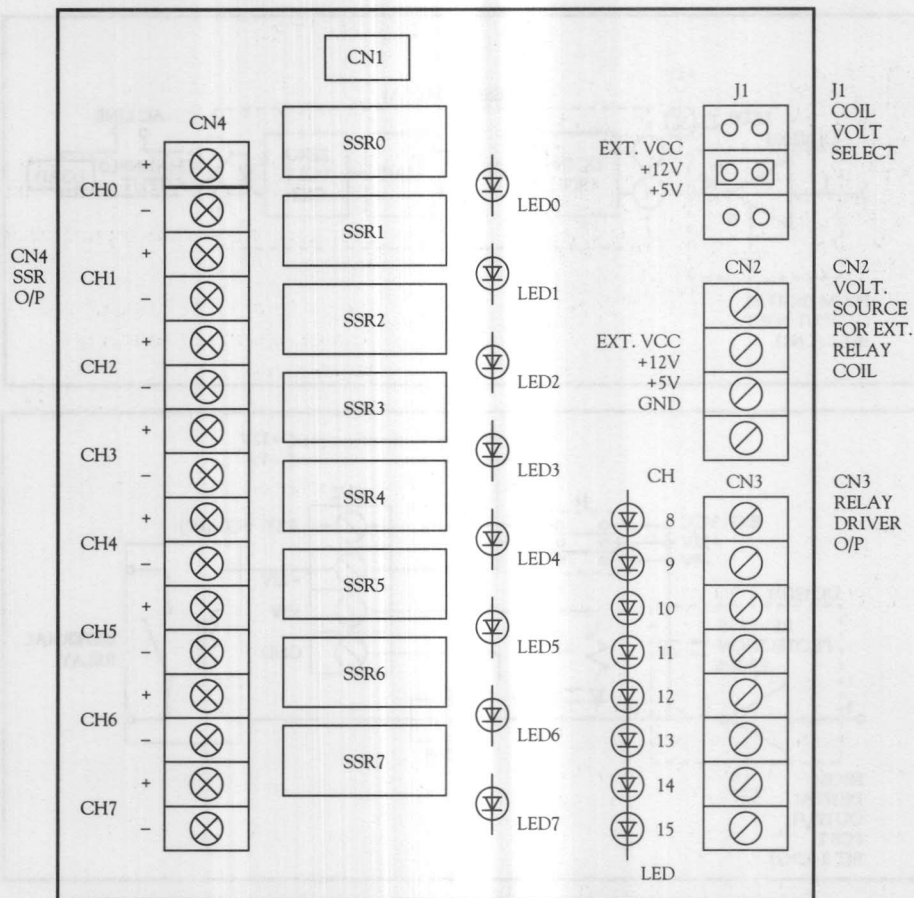 CN1
CN4
SSR0
SSR1
SSR2
SSR3
SSR4
SSR5
SSR6
SSR7
CN4
SSR
O/P
+
CH0
−
+
CH1
−
+
CH2
−
+
CH3
−
+
CH4
−
+
CH5
−
+
CH6
−
+
CH7
−
LED0
LED1
LED2
LED3
LED4
LED5
LED6
LED7
J1
EXT. VCC
+12V
+5V
J1
COIL
VOLT
SELECT
CN2
EXT. VCC
+12V
+5V
GND
CN2
VOLT.
SOURCE
FOR EXT.
RELAY
COIL
CH
CN3
8
9
10
11
12
13
14
15
LED
CN3
RELAY
DRIVER
O/P